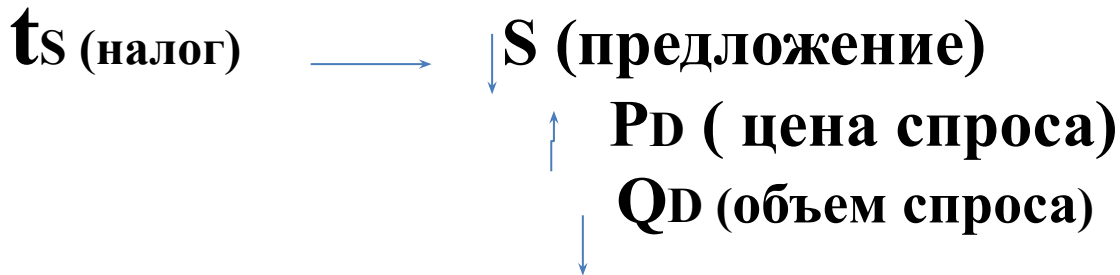 tS (налог) S (предложение)
PD ( цена спроса)
QD (объем спроса)